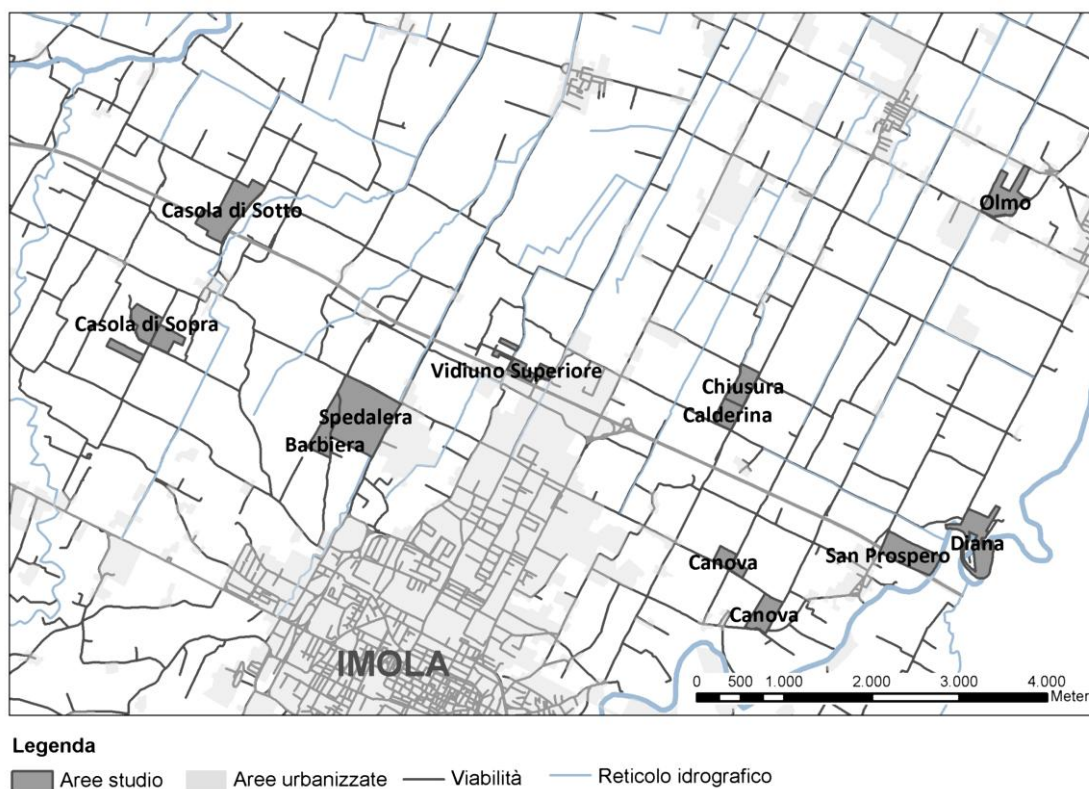 Olmo
Casola di Sotto
Casola di Sopra
Vidiuno Superiore
Chiusura
Calderina
Spedalera
Barbiera
San Prospero
Diana
Canova
Canova
IMOLA
0 500 1.000 2.000 3.000 4.000
Meter
Legenda
Aree studio Aree urbanizzate Viabilità Reticolo idrografico